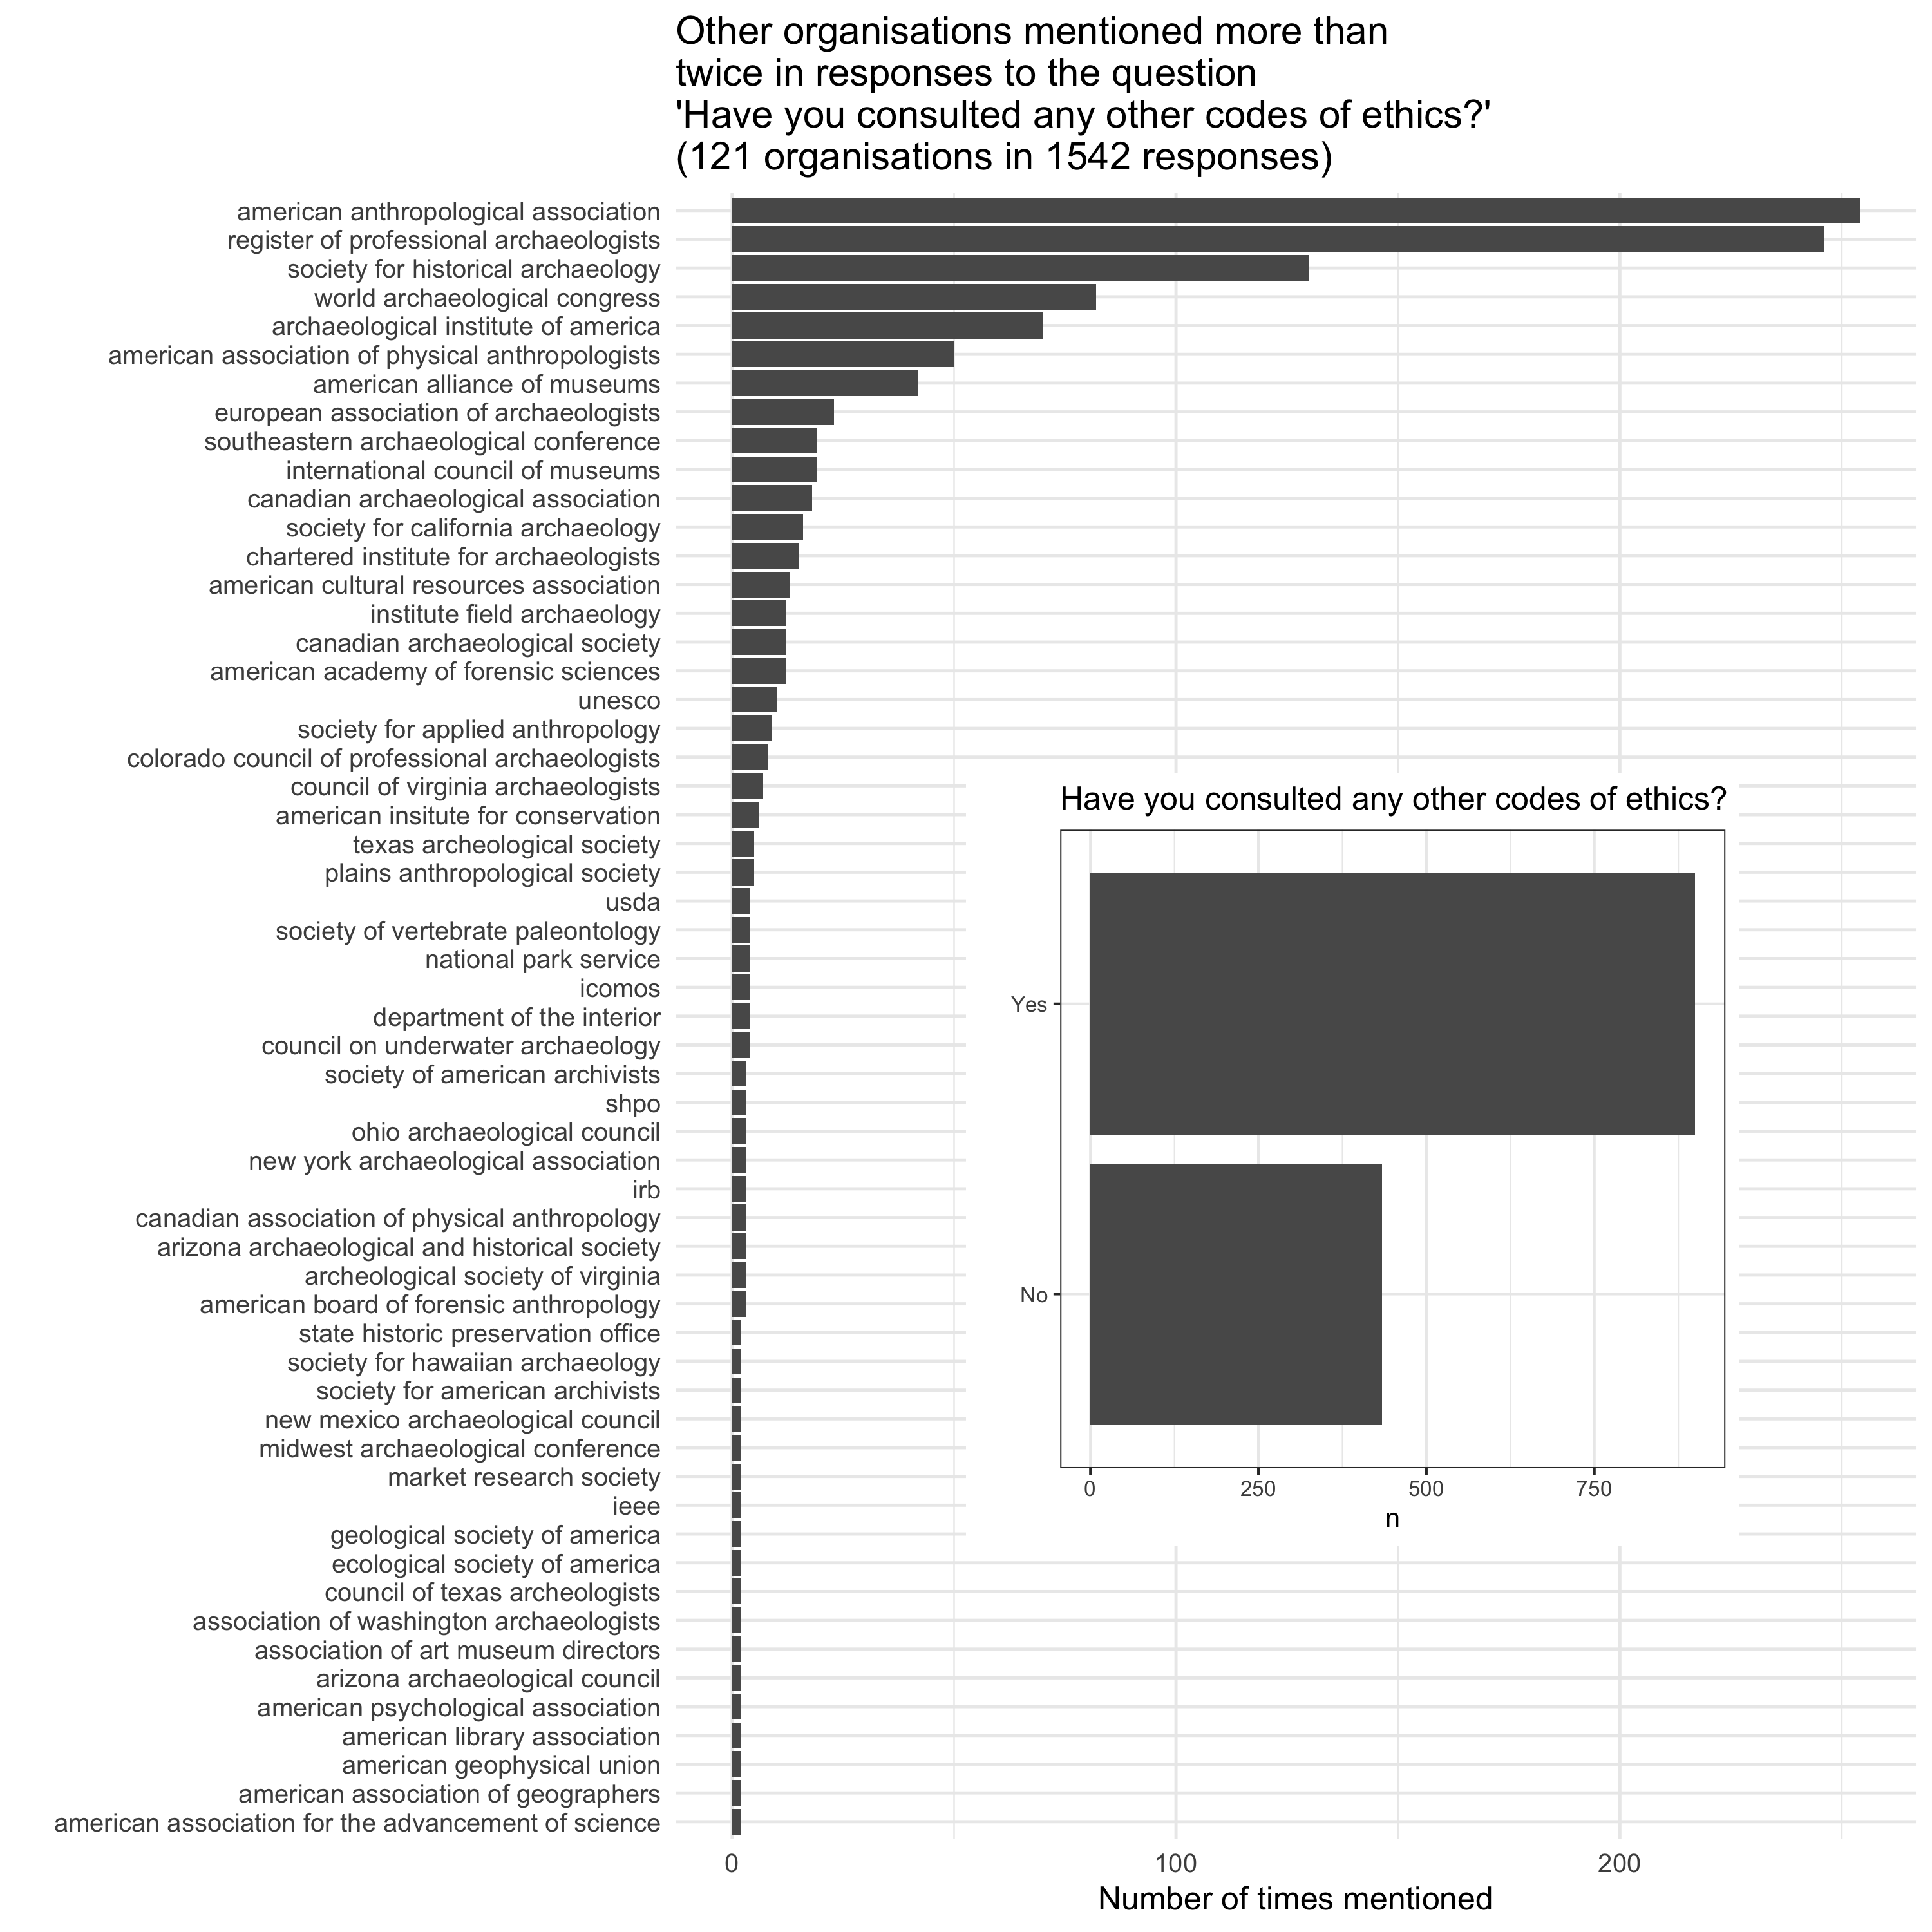 Other organisations mentioned more than
twice in responses to the question
'Have you consulted any other codes of ethics?'
(121 organisations in 1542 responses)
american anthropological association
register of professional archaeologists
society for historical archaeology
world archaeological congress
archaeological institute of america
american association of physical anthropologists
american alliance of museums
european association of archaeologists
southeastern archaeological conference
international council of museums
canadian archaeological association
society for california archaeology
chartered institute for archaeologists
american cultural resources association
institute field archaeology
canadian archaeological society
american academy of forensic sciences
unesco
society for applied anthropology
colorado council of professional archaeologists
council of virginia archaeologists
american insitute for conservation
texas archeological society
plains anthropological society
usda
society of vertebrate paleontology
national park service
icomos
department of the interior
council on underwater archaeology
society of american archivists
shpo
ohio archaeological council
new york archaeological association
irb
canadian association of physical anthropology
arizona archaeological and historical society
archeological society of virginia
american board of forensic anthropology
state historic preservation office
society for hawaiian archaeology
society for american archivists
new mexico archaeological council
midwest archaeological conference
market research society
ieee
geological society of america
ecological society of america
council of texas archeologists
association of washington archaeologists
association of art museum directors
arizona archaeological council
american psychological association
american library association
american geophysical union
american association of geographers
american association for the advancement of science
0 100 200
Number of times mentioned
Have you consulted any other codes of ethics?
Yes
No
0 250 500 750
n